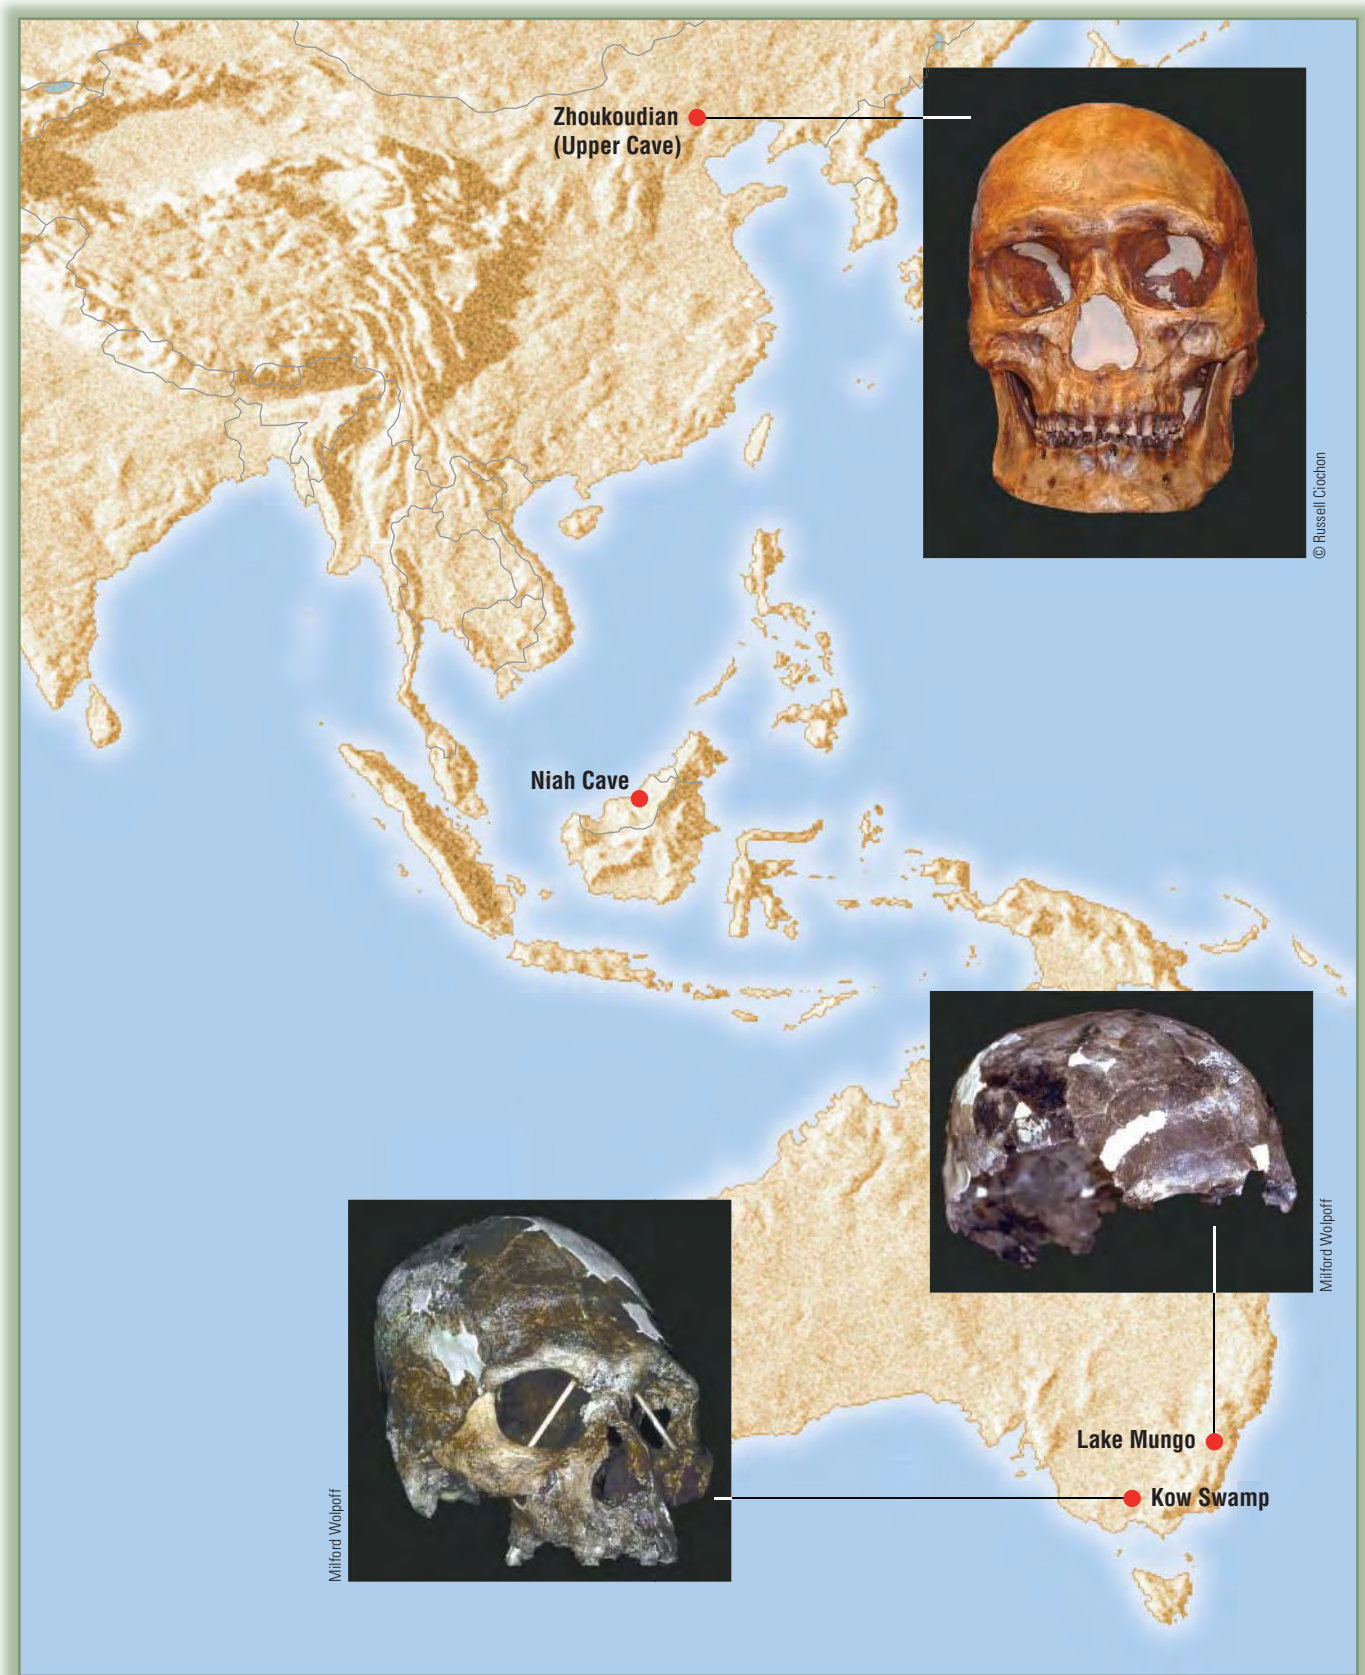 Zhoukoudian
(Upper Cave)
© Russell Ciochon
Niah Cave
Milford Wolpoff
Lake Mungo
Kow Swamp
Milford Wolpoff